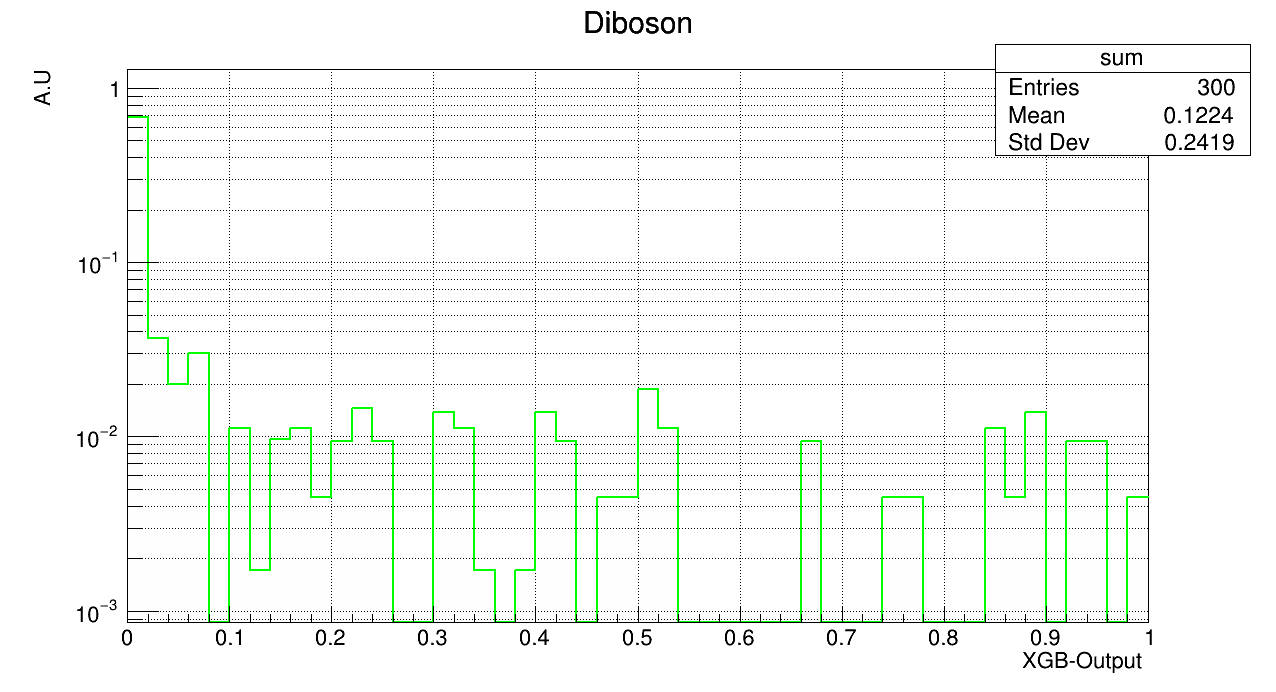 Diboson
A.U
sum
Entries 300
Mean 0.1224
Std Dev 0.2419
1
10⁻¹
10⁻²
10⁻³
0 0.1 0.2 0.3 0.4 0.5 0.6 0.7 0.8 0.9 1
XGB-Output